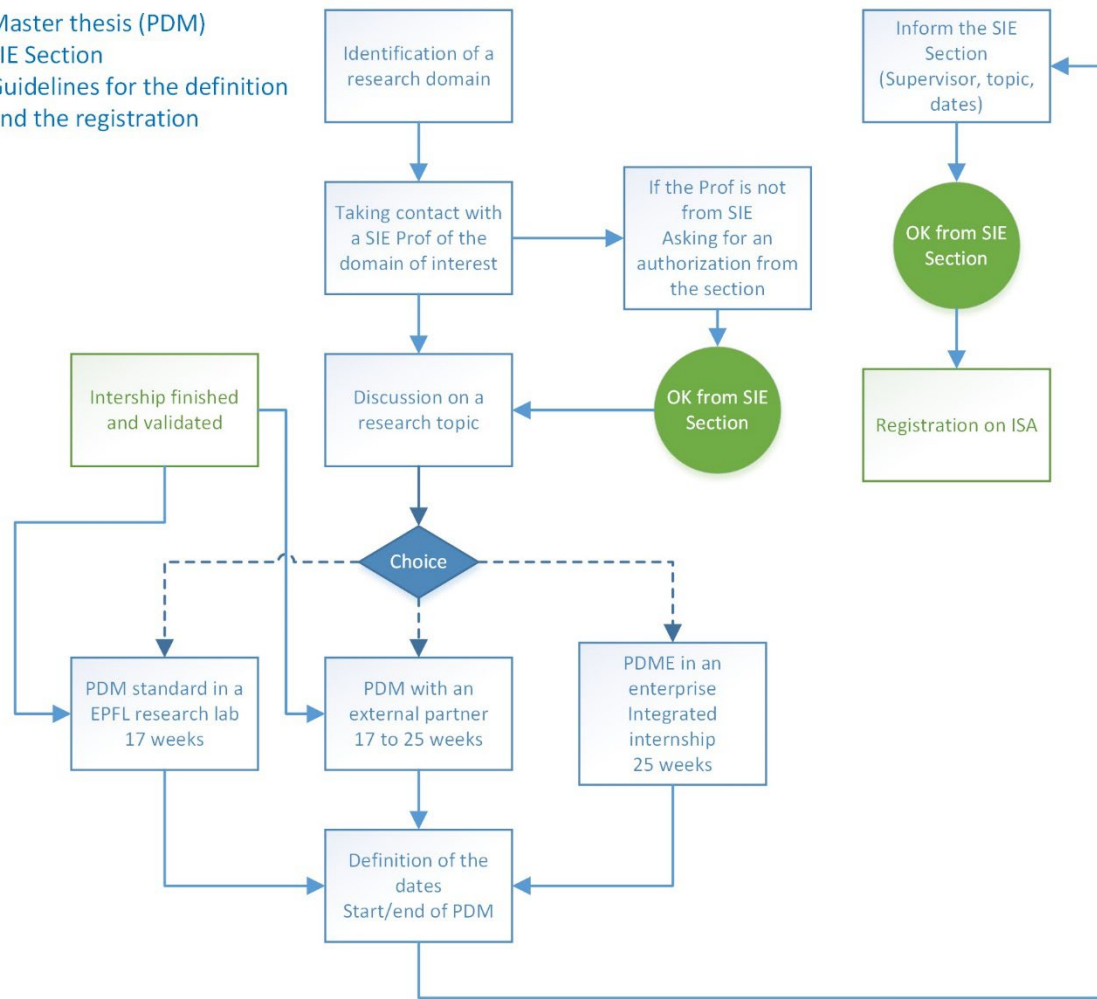 Master thesis (PDM)
SIE Section
Guidelines for the definition
and the registration
Identification of a
research domain
Inform the SIE
Section
(Supervisor, topic,
dates)
Taking contact with
a SIE Prof of the
domain of interest
If the Prof is not
from SIE
Asking for an
authorization from
the section
OK from SIE
Section
Intership finished
and validated
Discussion on a
research topic
OK from SIE
Section
Registration on ISA
Choice
PDM standard in a
EPFL research lab
17 weeks
PDM with an
external partner
17 to 25 weeks
PDME in an
enterprise
Integrated
internship
25 weeks
Definition of the
dates
Start/end of PDM